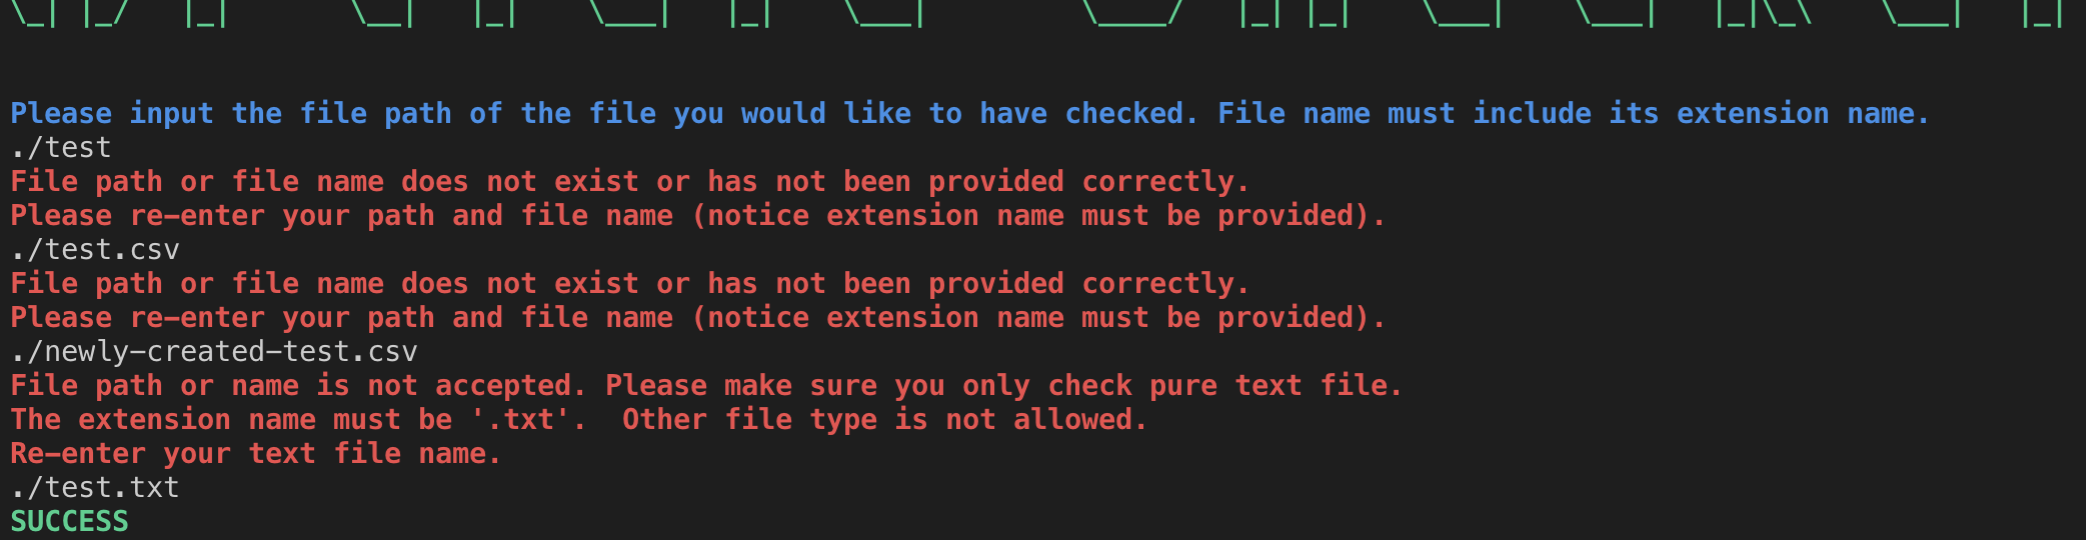 Please input the file path of the file you would like to have checked. File name must include its extension name.
./test
File path or file name does not exist or has not been provided correctly.
Please re-enter your path and file name (notice extension name must be provided).
./test.csv
File path or file name does not exist or has not been provided correctly.
Please re-enter your path and file name (notice extension name must be provided).
./newly-created-test.csv
File path or name is not accepted. Please make sure you only check pure text file.
The extension name must be '.txt'.  Other file type is not allowed.
Re-enter your text file name.
./test.txt
SUCCESS